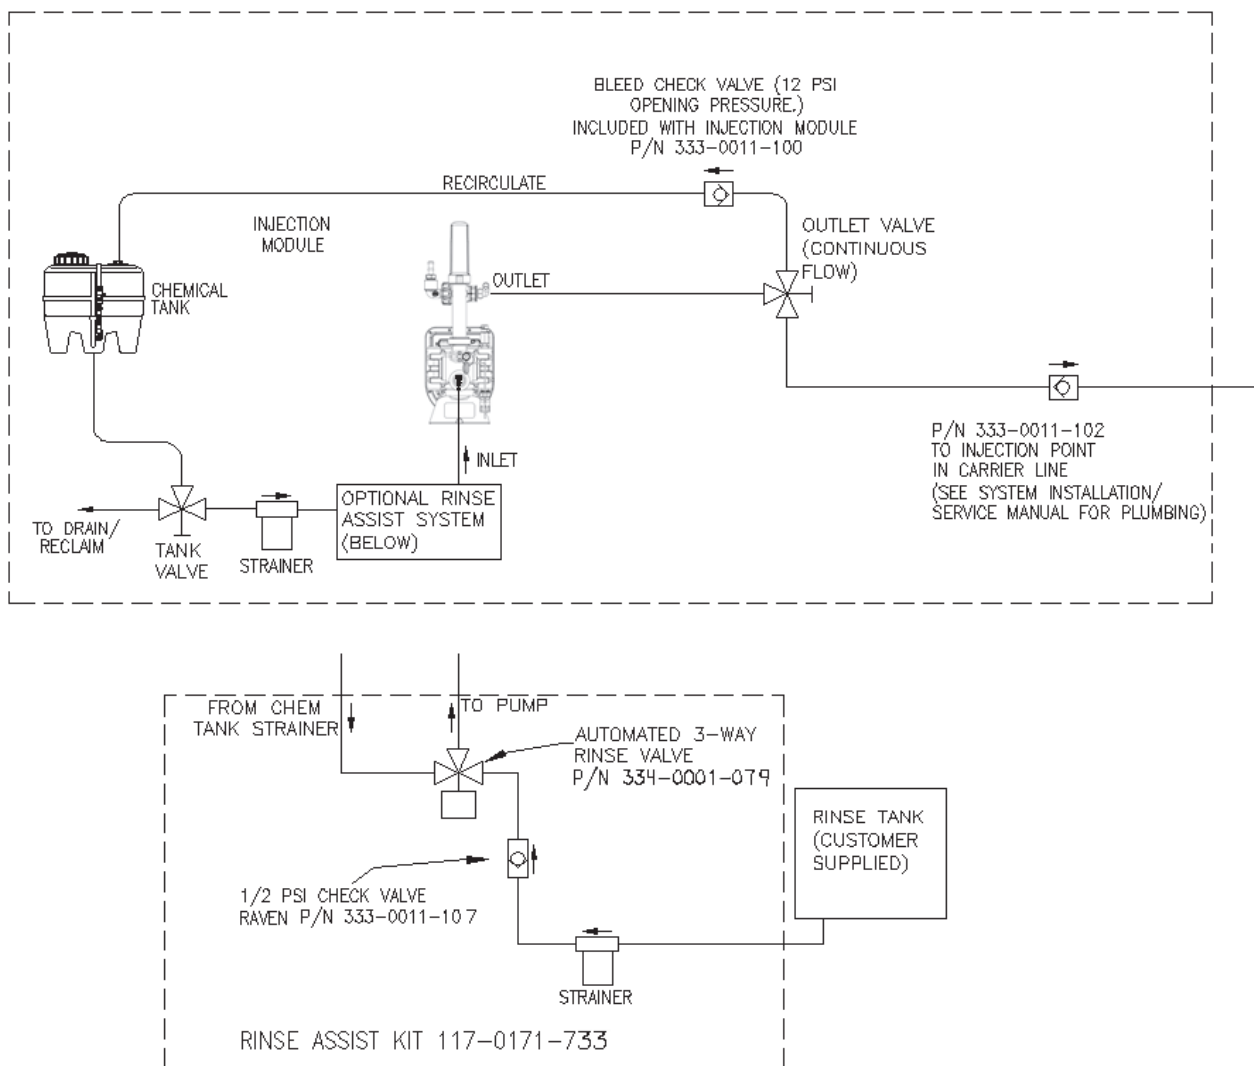 BLEED CHECK VALVE (12 PSI
OPENING PRESSURE.)
INCLUDED WITH INJECTION MODULE
P/N 333-0011-100
RECIRCULATE
INJECTION
MODULE
OUTLET VALVE
(CONTINUOUS
FLOW)
CHEMICAL
TANK
OUTLET
P/N 333-0011-102
TO INJECTION POINT
IN CARRIER LINE
(SEE SYSTEM INSTALLATION/
SERVICE MANUAL FOR PLUMBING)
INLET
OPTIONAL RINSE
ASSIST SYSTEM
(BELOW)
TO DRAIN/
RECLAIM
TANK
VALVE
STRAINER
FROM CHEM
TANK STRAINER
TO PUMP
AUTOMATED 3-WAY
RINSE VALVE
P/N 334-0001-079
RINSE TANK
(CUSTOMER
SUPPLIED)
1/2 PSI CHECK VALVE
RAVEN P/N 333-0011-107
STRAINER
RINSE ASSIST KIT 117-0171-733